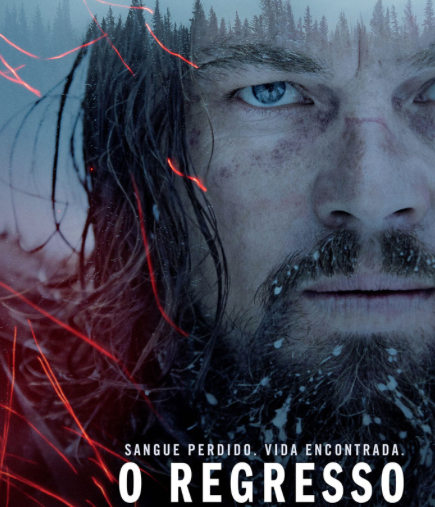 SANGUE PERDIDO. VIDA ENCONTRADA.
O REGRESSO